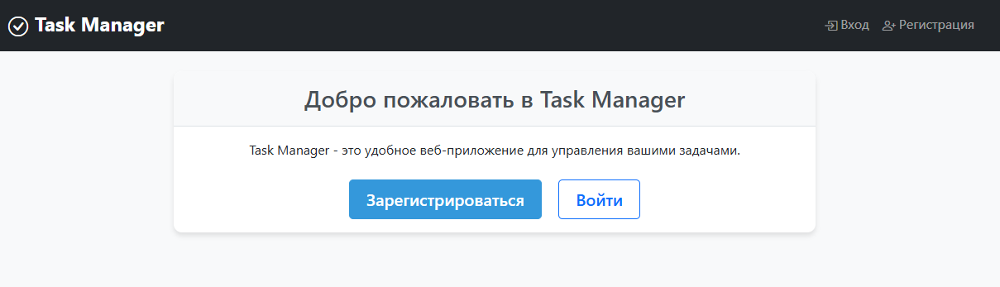 Task Manager
Вход Регистрация
Добро пожаловать в Task Manager
Task Manager - это удобное веб-приложение для управления вашими задачами.
Зарегистрироваться Войти